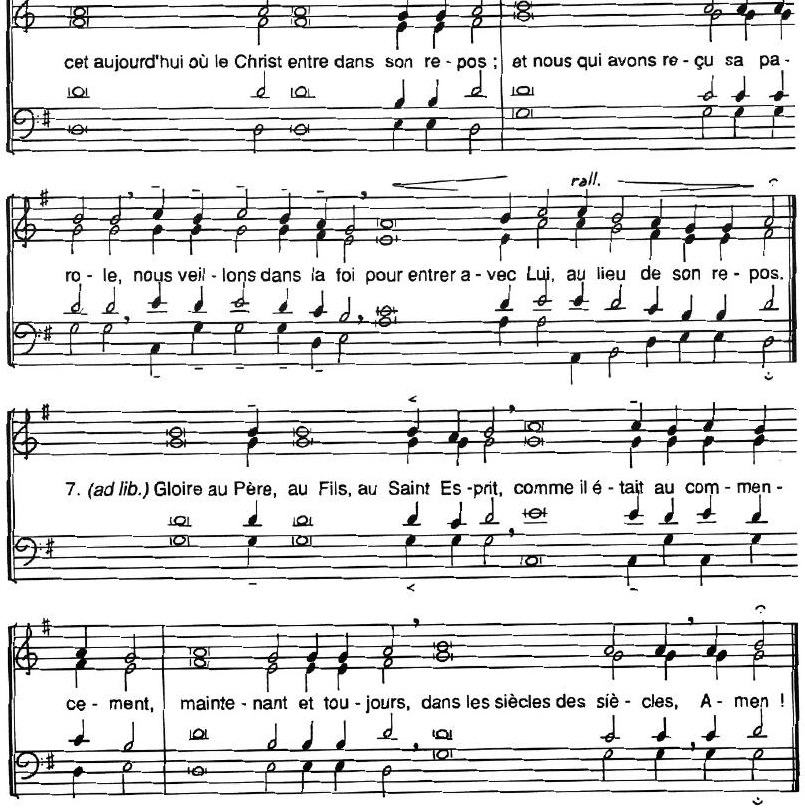 cet aujourd'hui où le Christ entre dans son re - pos ; et nous qui avons re - çu sa pa -
rall.
ro - le, nous veil - lons dans la foi pour entrer a - vec Lui, au lieu de son re - pos.
7. (ad lib.) Gloire au Père, au Fils, au Saint Es - prit, comme il é - tait au com - men -
ce - ment, mainte - nant et tou - jours, dans les siècles des siè - cles, A - men !